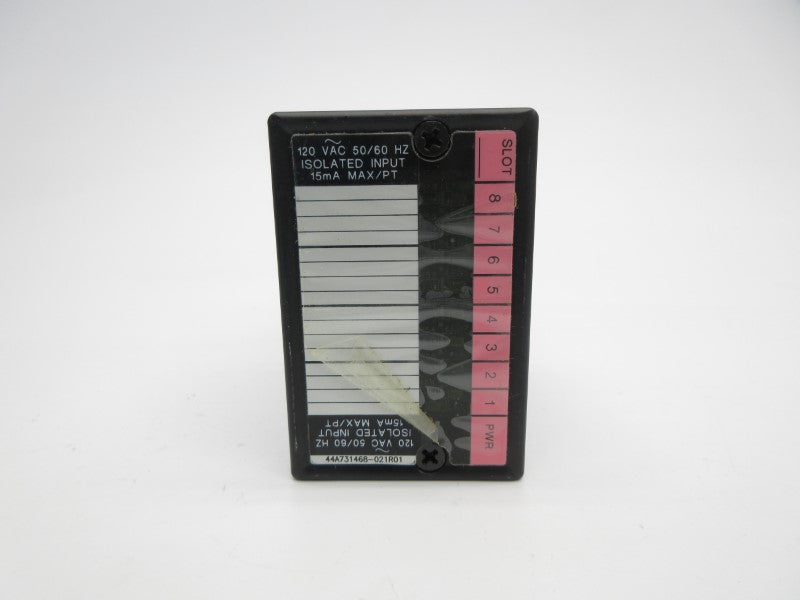 120 VAC 50/60 HZ
ISOLATED INPUT
15mA MAX/PT
SLOT
8
7
6
5
4
3
2
1
PWR
120 VAC 50/60 HZ
ISOLATED INPUT
15mA MAX/PT
44A731468-021R01